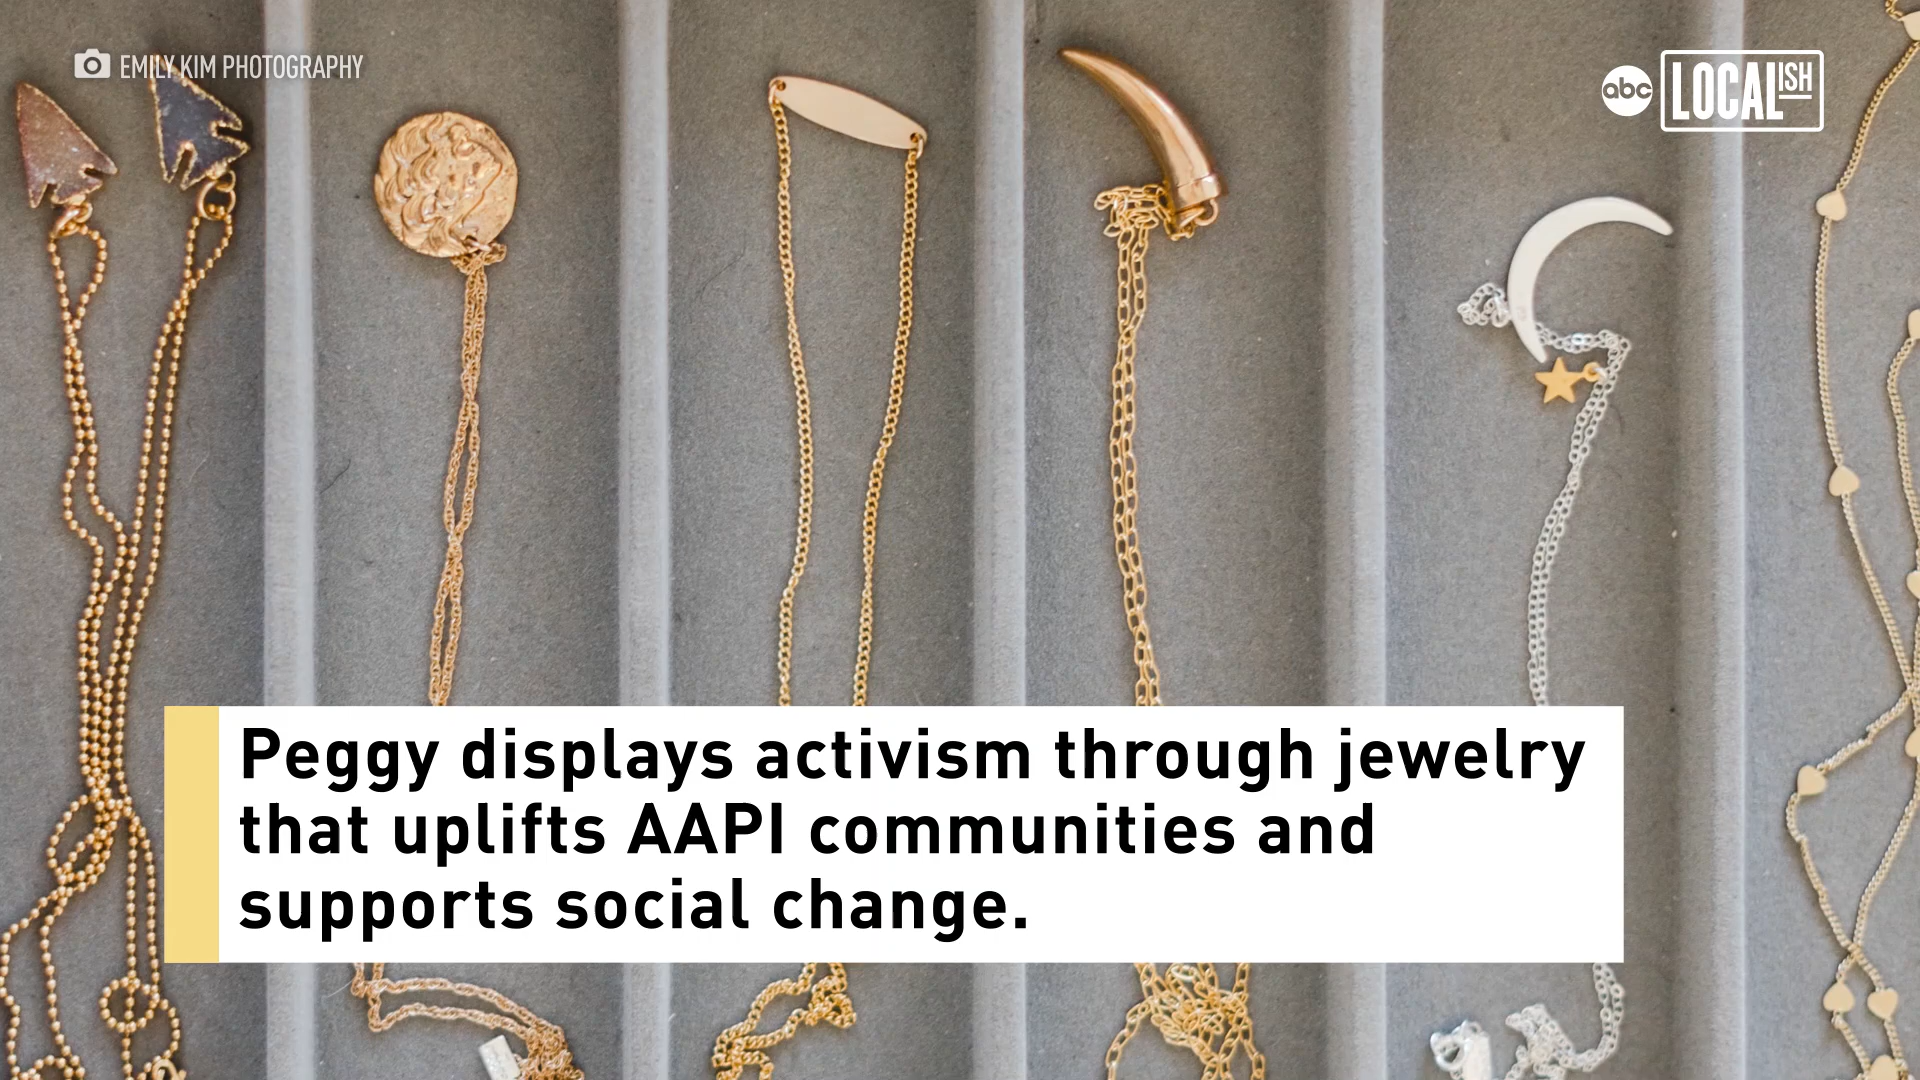 EMILY KIM PHOTOGRAPHY
abc LOCALISH
Peggy displays activism through jewelry
that uplifts AAPI communities and
supports social change.